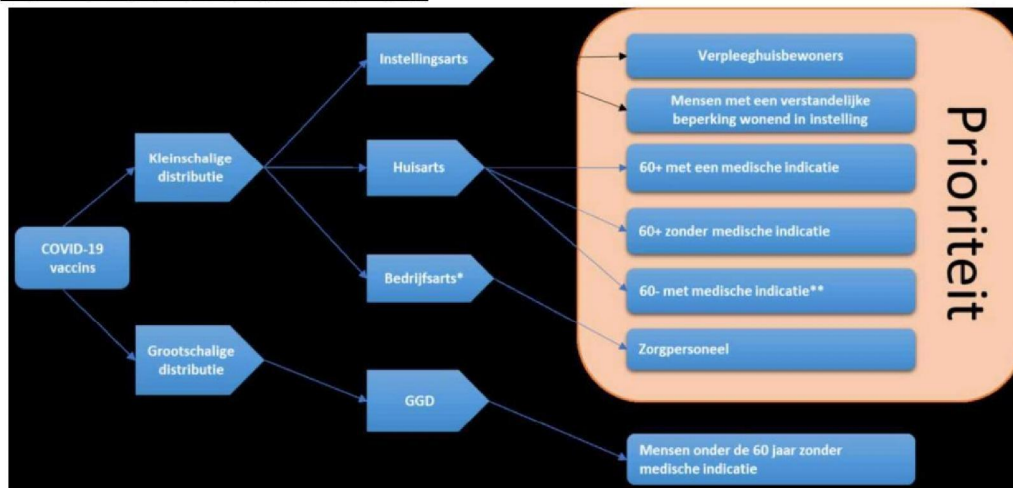 Instellingsarts
Verpleeghuisbewoners
Mensen met een verstandelijke
beperking wonend in instelling
Kleinschalige
distributie
Huisarts
60+ met een medische indicatie
60+ zonder medische indicatie
COVID-19
vaccins
Bedrijfsarts*
60- met medische indicatie**
Grootschalige
distributie
Zorgpersoneel
GGD
Mensen onder de 60 jaar zonder
medische indicatie
Prioriteit